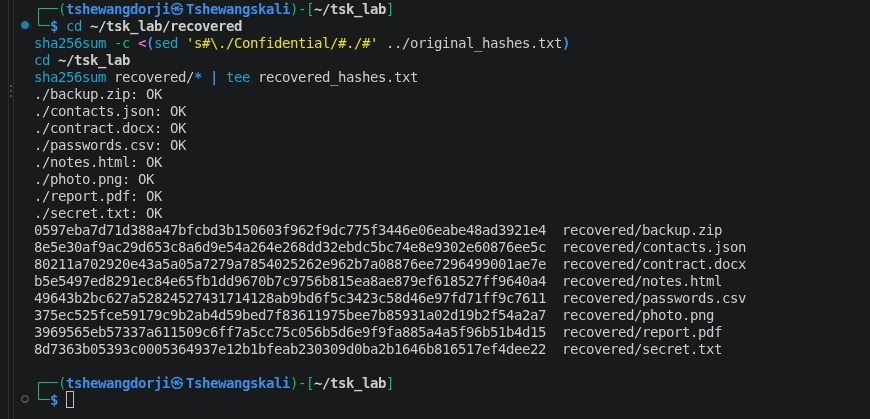 ┌──(tshewangdorji㉿Tshewangskali)-[~/tsk_lab]
└─$ cd ~/tsk_lab/recovered
sha256sum -c <(sed 's#\./Confidential/#./#' ../original_hashes.txt)
cd ~/tsk_lab
sha256sum recovered/* | tee recovered_hashes.txt
./backup.zip: OK
./contacts.json: OK
./contract.docx: OK
./passwords.csv: OK
./notes.html: OK
./photo.png: OK
./report.pdf: OK
./secret.txt: OK
0597eba7d71d388a47bfcbd3b150603f962f9dc775f3446e06eabe48ad3921e4  recovered/backup.zip
8e5e30af9ac29d653c8a6d9e54a264e268dd32ebdc5bc74e8e9302e60876ee5c  recovered/contacts.json
80211a702920e43a5a05a7279a7854025262e962b7a08876ee7296499001ae7e  recovered/contract.docx
b5e5497ed8291ec84e65fb1dd9670b7c9756b815ea8ae879ef618527ff9640a4  recovered/notes.html
49643b2bc627a52824527431714128ab9bd6f5c3423c58d46e97fd71ff9c7611  recovered/passwords.csv
375ec525fce59179c9b2ab4d59bed7f83611975bee7b85931a02d19b2f54a2a7  recovered/photo.png
3969565eb57337a611509c6ff7a5cc75c056b5d6e9f9fa885a4a5f96b51b4d15  recovered/report.pdf
8d7363b05393c0005364937e12b1bfeab230309d0ba2b1646b816517ef4dee22  recovered/secret.txt
┌──(tshewangdorji㉿Tshewangskali)-[~/tsk_lab]
└─$